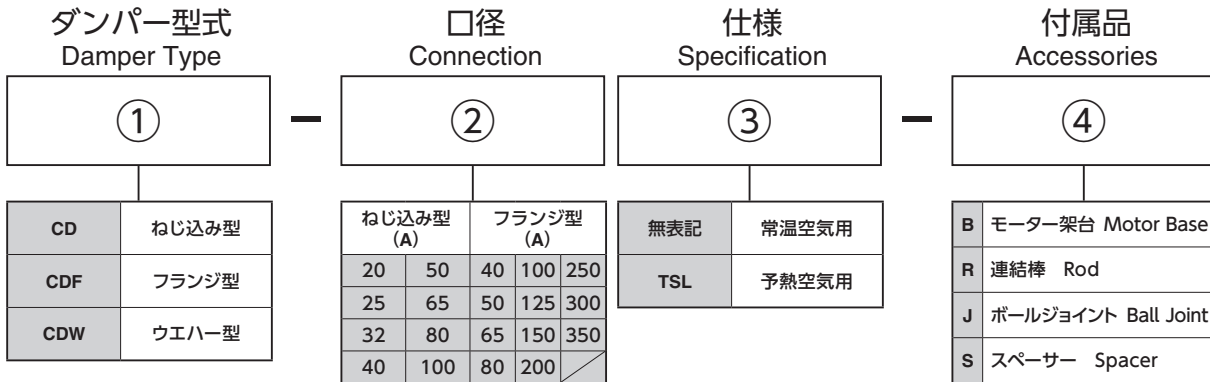 ダンパー型式 口径 仕様 付属品
Damper Type Connection Specification Accessories
① − ② ③ − ④
CD ねじ込み型
CDF フランジ型
CDW ウエハー型
ねじ込み型 フランジ型
（A） （A）
20 50 40 100 250
25 65 50 125 300
32 80 65 150 350
40 100 80 200
無表記 常温空気用
TSL 予熱空気用
B モーター架台 Motor Base
R 連結棒 Rod
J ボールジョイント Ball Joint
S スペーサー Spacer